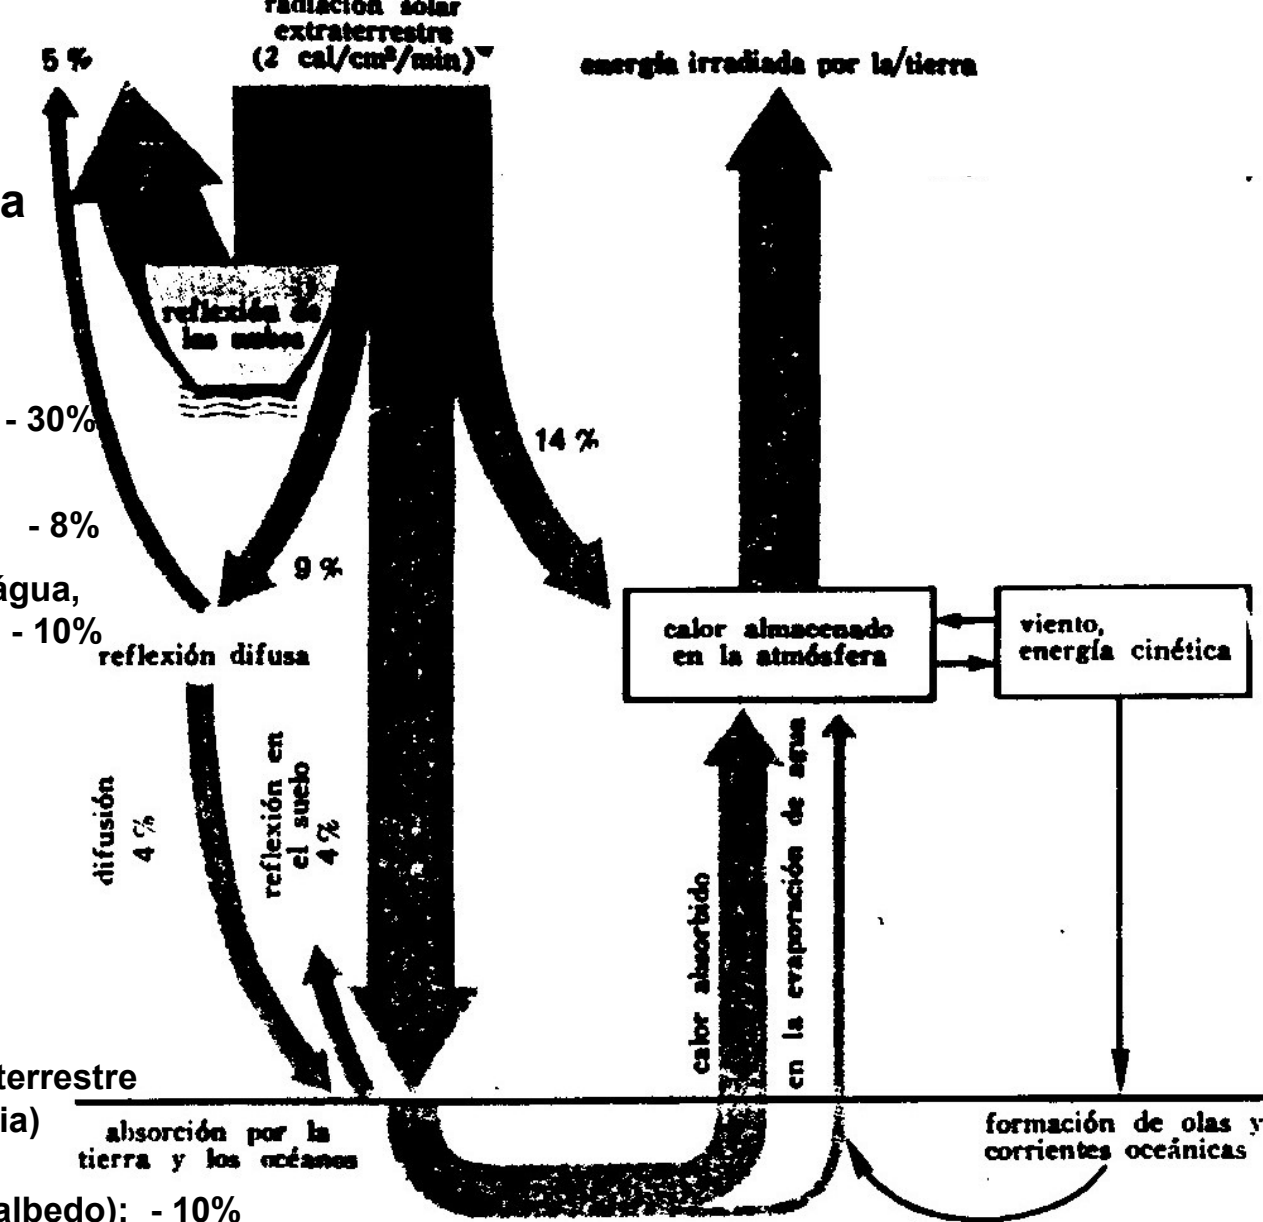 radiación solar
extraterrestre
(2 cal/cm²/min)
5 %
energía irradiada por la/tierra
a
reflexión de
las nubes
- 30%
14 %
- 8%
9 %
água,
- 10%
reflexión difusa
calor almacenado
en la atmósfera
viento,
energía cinética
difusión
4 %
reflexión en
el suelo
4 %
calor absorbido
en la evaporación de agua
terrestre
ia)
absorción por la
tierra y los océanos
formación de olas y
corrientes oceánicas
albedo): - 10%